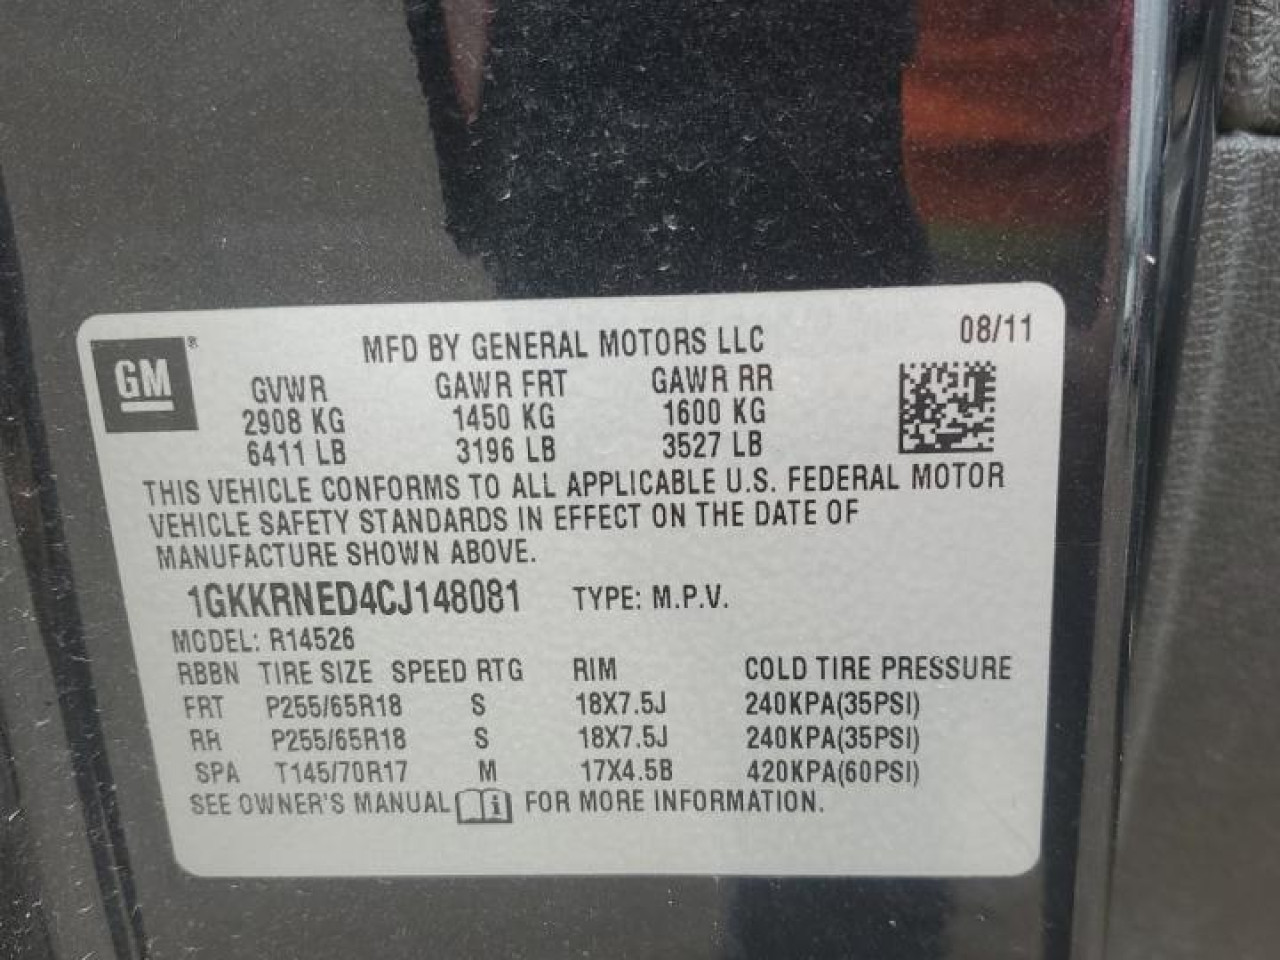 GM®
MFD BY GENERAL MOTORS LLC
08/11
GVWR GAWR FRT GAWR RR
2908 KG 1450 KG 1600 KG
6411 LB 3196 LB 3527 LB
THIS VEHICLE CONFORMS TO ALL APPLICABLE U.S. FEDERAL MOTOR
VEHICLE SAFETY STANDARDS IN EFFECT ON THE DATE OF
MANUFACTURE SHOWN ABOVE.
1GKKRNED4CJ148081 TYPE: M.P.V.
MODEL: R14526
RBBN TIRE SIZE SPEED RTG RIM COLD TIRE PRESSURE
FRT P255/65R18 S 18X7.5J 240KPA(35PSI)
RR P255/65R18 S 18X7.5J 240KPA(35PSI)
SPA T145/70R17 M 17X4.5B 420KPA(60PSI)
SEE OWNER'S MANUAL i FOR MORE INFORMATION.